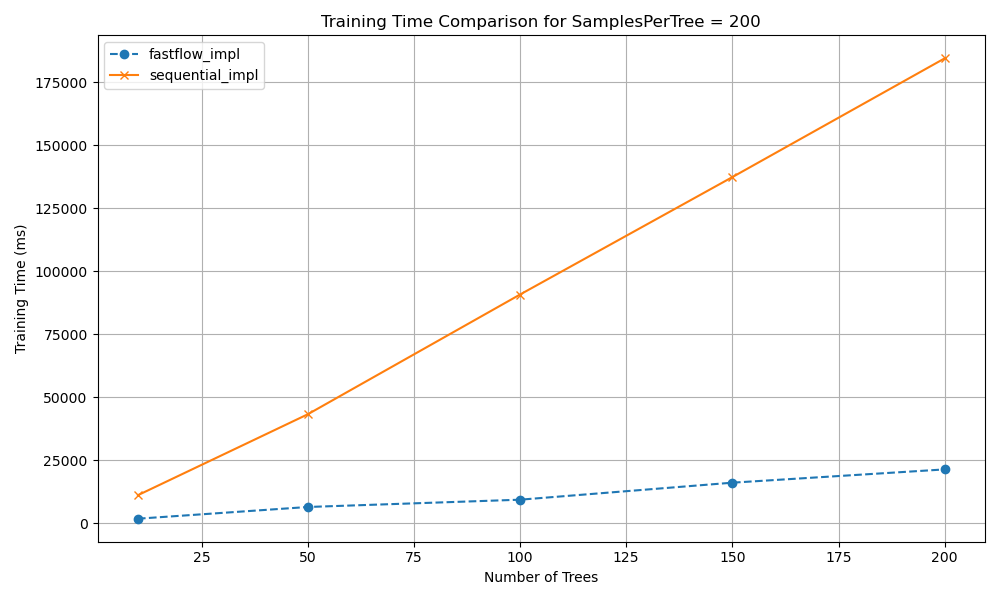 Training Time Comparison for SamplesPerTree = 200
fastflow_impl
sequential_impl
175000
150000
125000
100000
75000
50000
25000
0
Training Time (ms)
25 50 75 100 125 150 175 200
Number of Trees